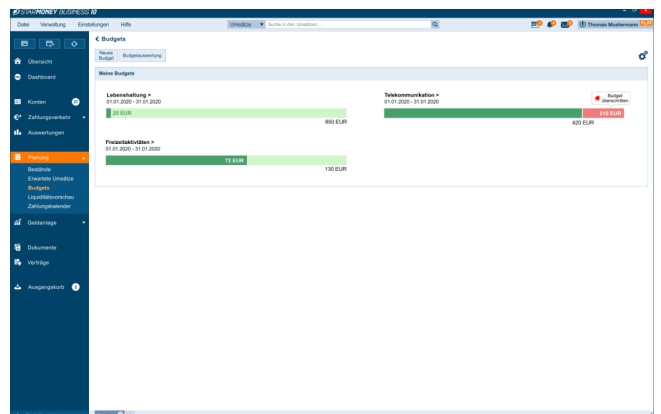 STARMONEY BUSINESS 10
Datei Verwaltung Einstellungen Hilfe
Umsätze Suche in den Umsätzen...
Thomas Mustermann
Budgets
Neues Budget
Budgetauswertung
Meine Budgets
Übersicht
Dashboard
Konten
Zahlungsverkehr
Auswertungen
Planung
Bestände
Erwartete Umsätze
Budgets
Liquiditätsvorschau
Zahlungskalender
Geldanlage
Dokumente
Verträge
Ausgangskorb
Lebenshaltung >
01.01.2020 - 31.01.2020
25 EUR
850 EUR
Telekommunikation >
01.01.2020 - 31.01.2020
Budget
überschritten
510 EUR
420 EUR
Freizeitaktivitäten >
01.01.2020 - 31.01.2020
72 EUR
130 EUR